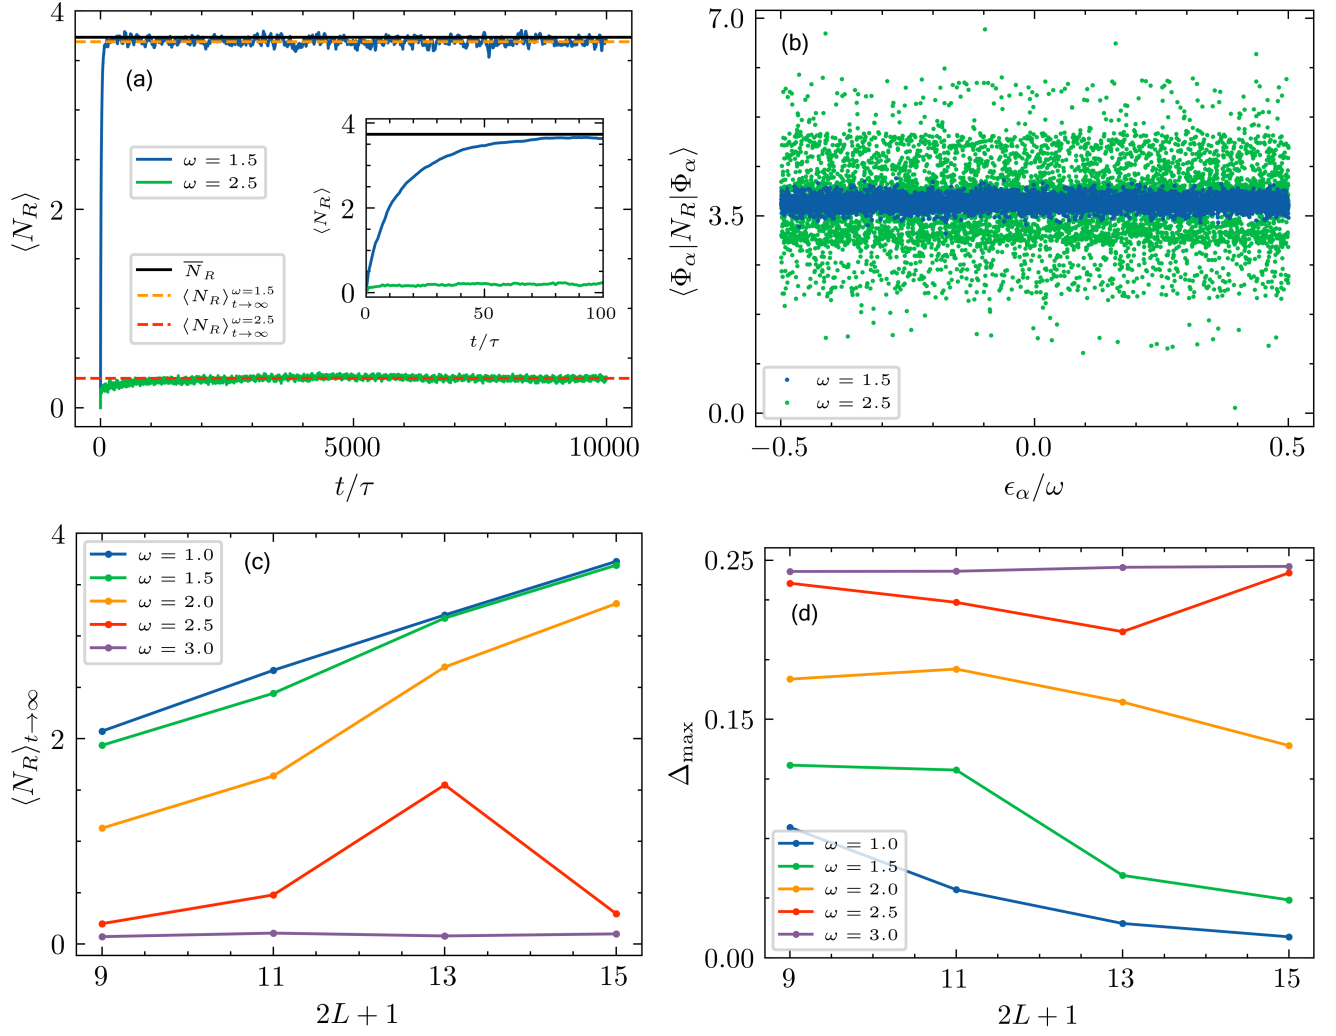 (a)
4
2
0
⟨N_R⟩
ω = 1.5
ω = 2.5
N̅_R
⟨N_R⟩^{ω=1.5}_{t→∞}
⟨N_R⟩^{ω=2.5}_{t→∞}
4
2
0
⟨N_R⟩
0 50 100
t/τ
0 5000 10000
t/τ
(b)
7.0
3.5
0.0
⟨Φ_α|N_R|Φ_α⟩
ω = 1.5
ω = 2.5
−0.5 0.0 0.5
ϵ_α/ω
(c)
4
2
0
⟨N_R⟩_{t→∞}
ω = 1.0
ω = 1.5
ω = 2.0
ω = 2.5
ω = 3.0
9 11 13 15
2L + 1
(d)
0.25
0.15
0.00
Δ_max
ω = 1.0
ω = 1.5
ω = 2.0
ω = 2.5
ω = 3.0
9 11 13 15
2L + 1